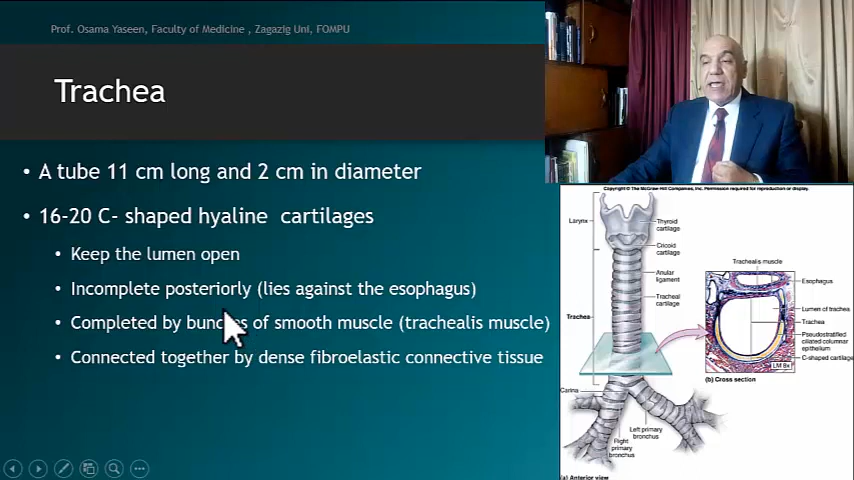 Prof. Osama Yaseen, Faculty of Medicine , Zagazig Uni, FOMPU
Trachea
• A tube 11 cm long and 2 cm in diameter
• 16-20 C- shaped hyaline cartilages
• Keep the lumen open
• Incomplete posteriorly (lies against the esophagus)
• Completed by of smooth muscle (trachealis muscle)
• Connected together by dense fibroelastic connective tissue
Copyright © The McGraw-Hill Companies, Inc. Permission required for reproduction or display.
Larynx
Thyroid
cartilage
Cricoid
cartilage
Anular
ligament
Tracheal
cartilage
Trachea
Carina
Left primary
bronchus
Right
primary
bronchus
(a) Anterior view
Trachealis muscle
Esophagus
Lumen of trachea
Trachea
Pseudostratified
ciliated columnar
epithelium
C-shaped cartilage
LM 8x
(b) Cross section